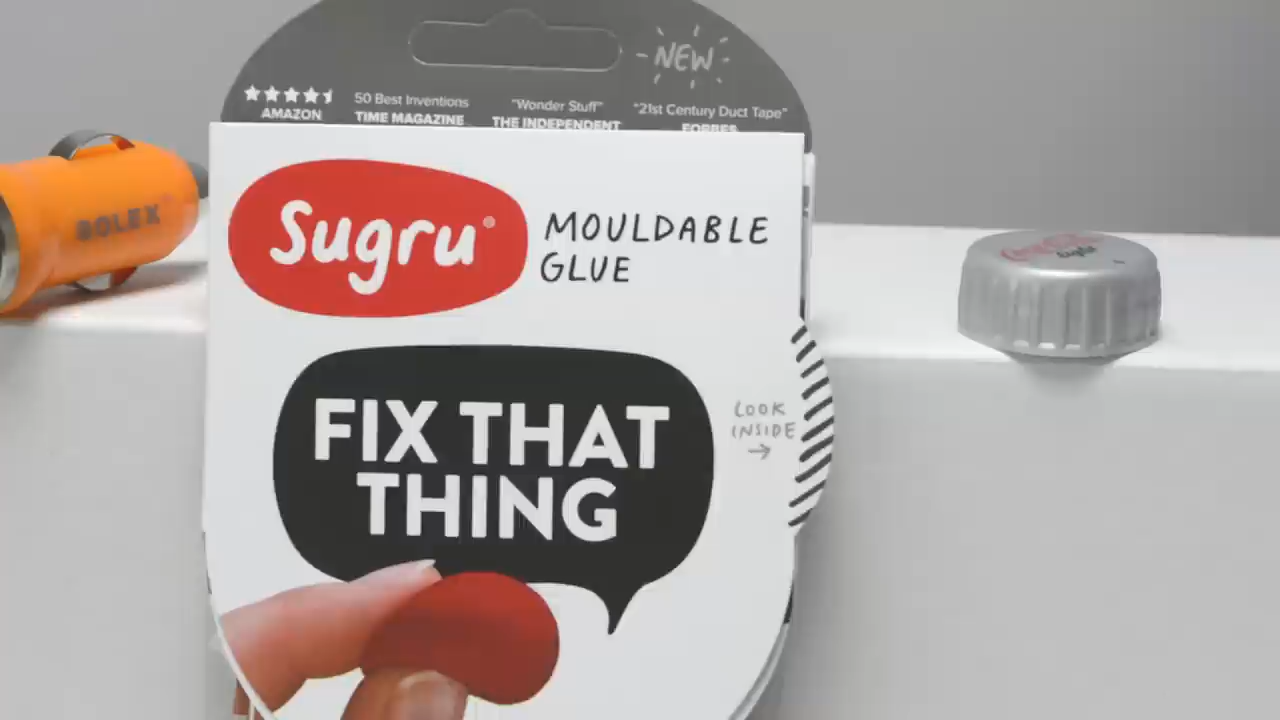 NEW
AMAZON
50 Best Inventions
TIME MAGAZINE
"Wonder Stuff"
THE INDEPENDENT
"21st Century Duct Tape"
FORBES
Sugru®
MOULDABLE
GLUE
FIX THAT
THING
LOOK
INSIDE
→
light